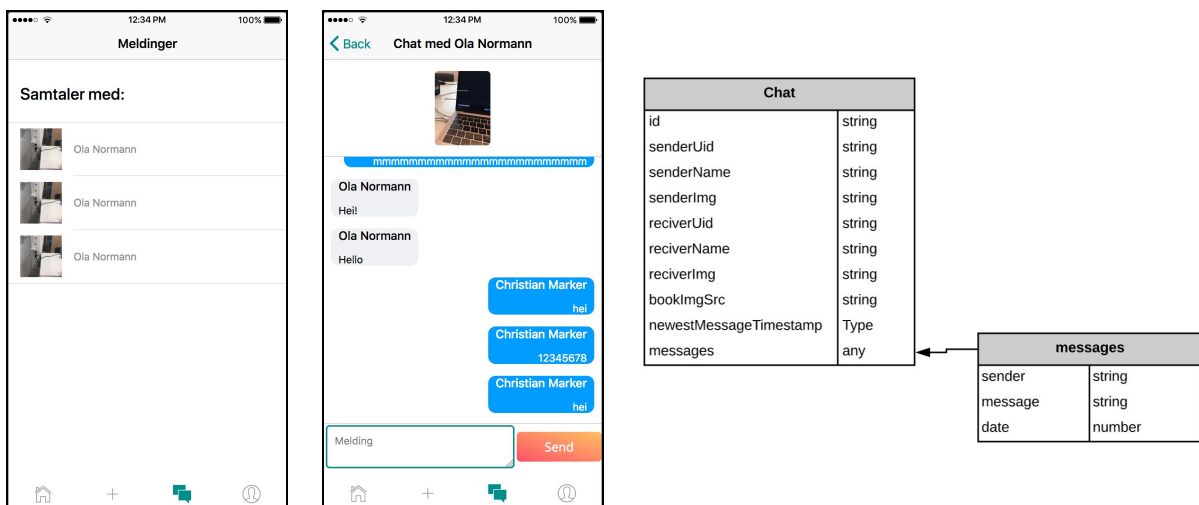 12:34 PM 100%
Meldinger
Samtaler med:
Ola Normann
Ola Normann
Ola Normann
12:34 PM 100%
Back Chat med Ola Normann
mmmmmmmmmmmmmmmmmmmmmmmm
Ola Normann
Hei!
Ola Normann
Hello
Christian Marker
hei
Christian Marker
12345678
Christian Marker
hei
Melding
Send
Chat
id string
senderUid string
senderName string
senderImg string
reciverUid string
reciverName string
reciverImg string
bookImgSrc string
newestMessageTimestamp Type
messages any
messages
sender string
message string
date number